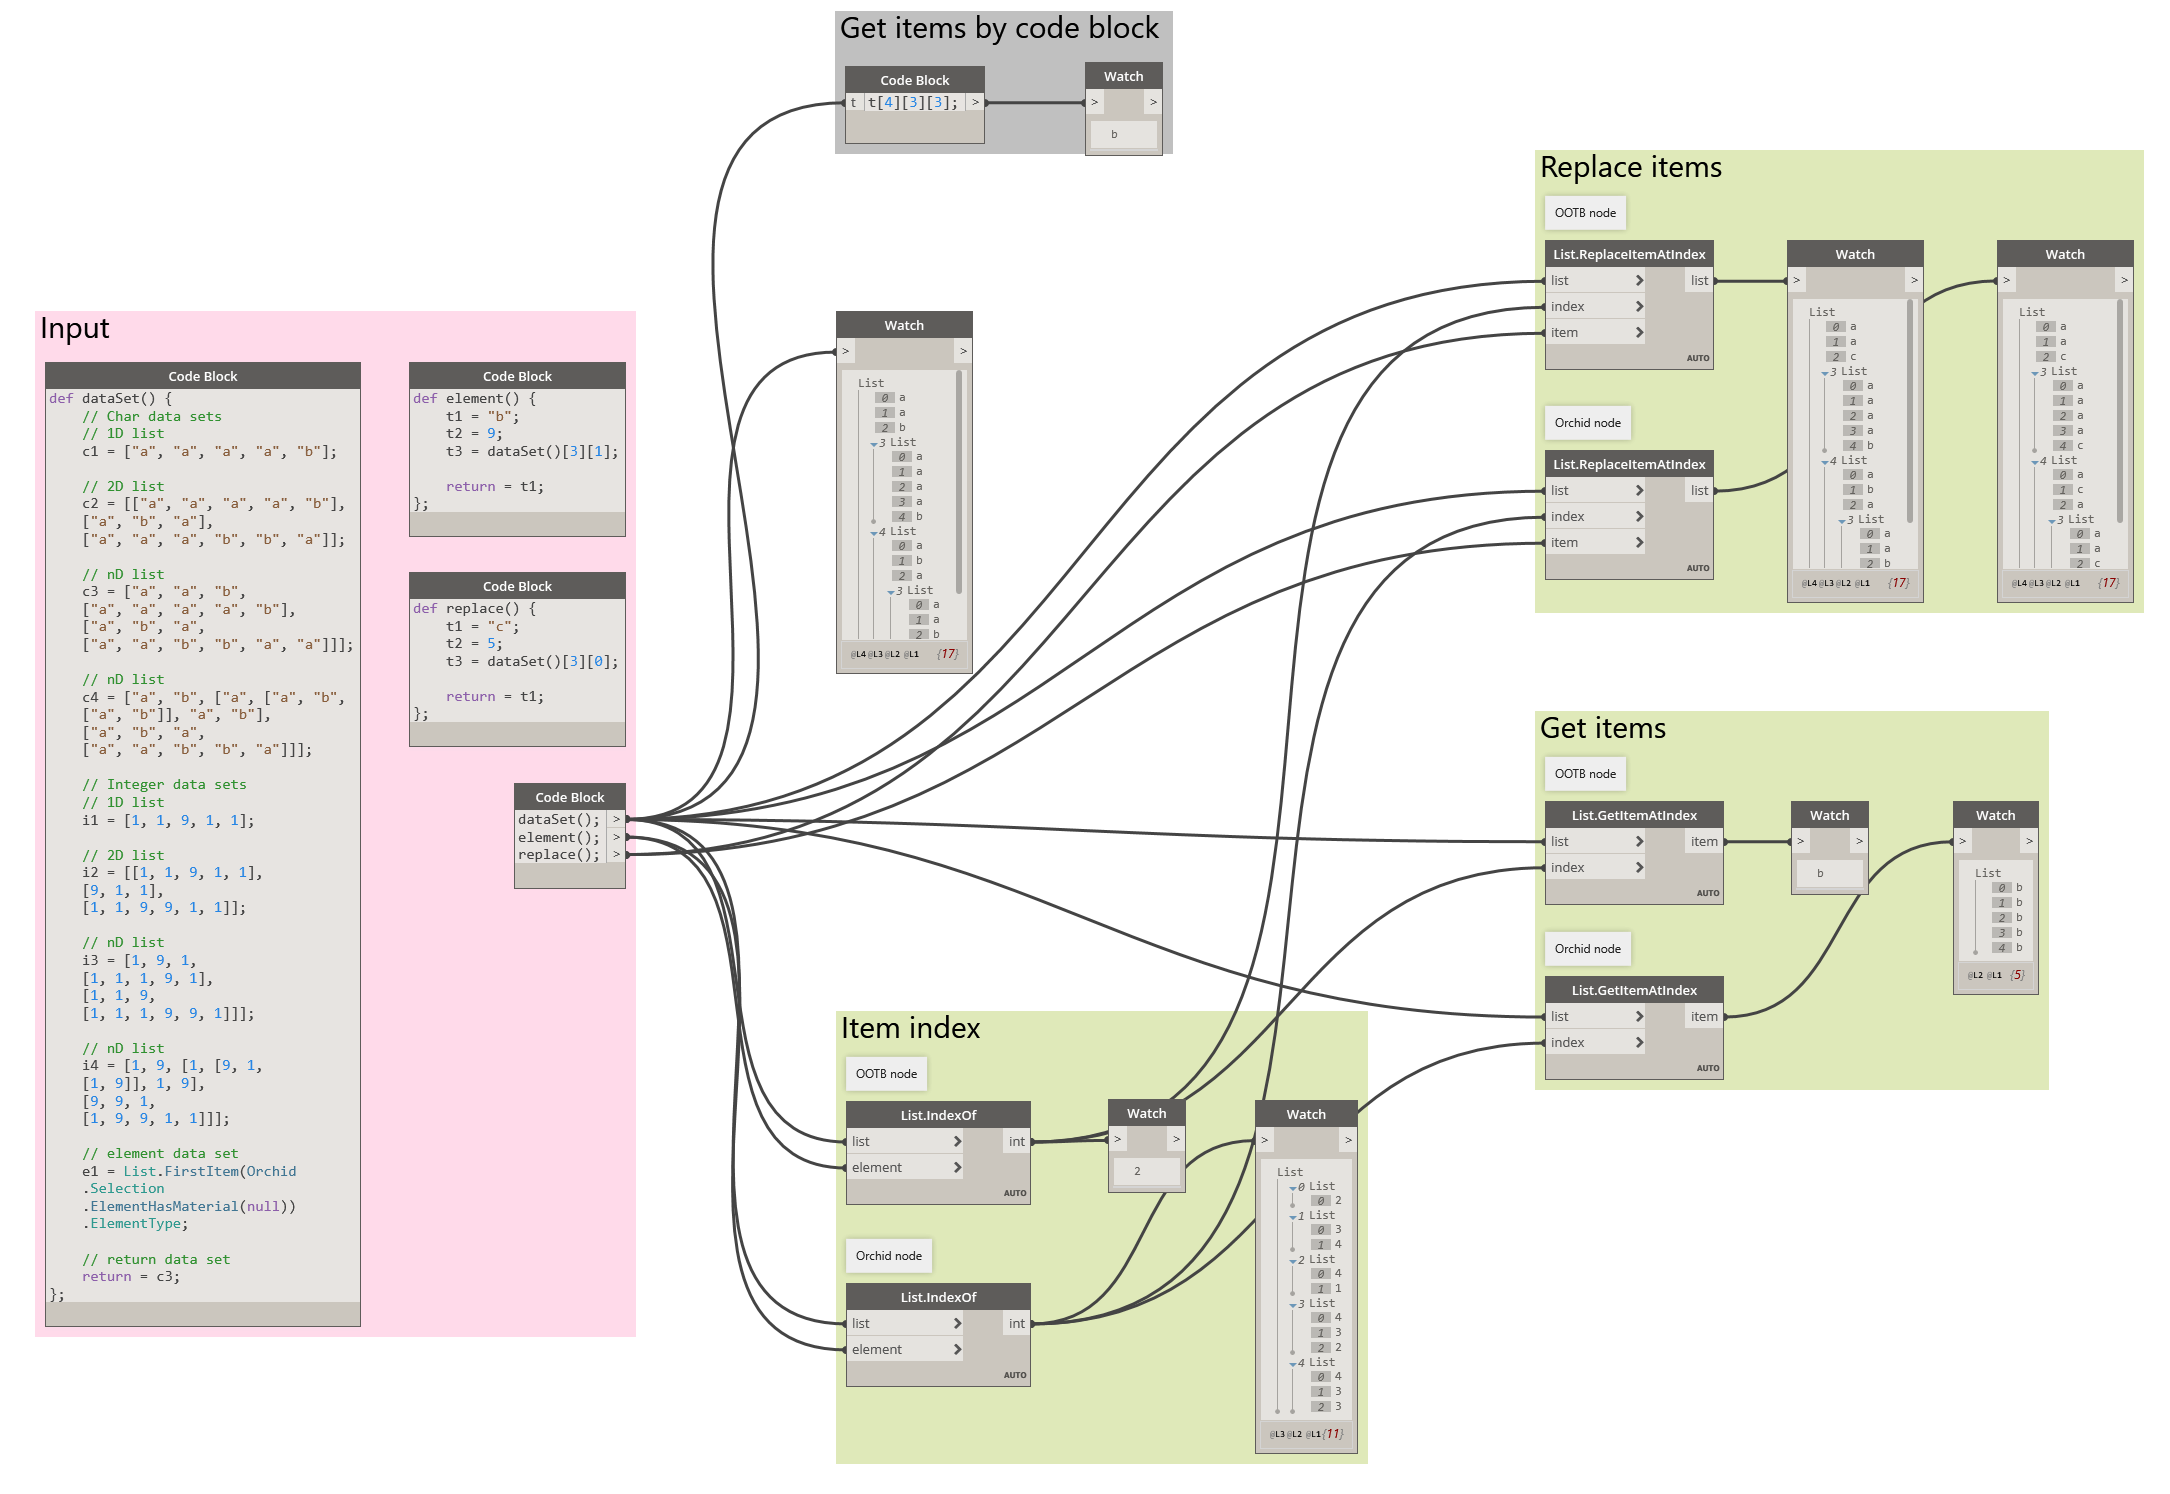 Get items by code block
Code Block
t t[4][3][3]; >
Watch
> >
b
Input
Code Block
def dataSet() {
// Char data sets
// 1D list
c1 = ["a", "a", "a", "a", "b"];
// 2D list
c2 = [["a", "a", "a", "a", "b"],
["a", "b", "a"],
["a", "a", "a", "b", "b", "a"]];
// nD list
c3 = ["a", "a", "b",
["a", "a", "a", "a", "b"],
["a", "b", "a",
["a", "a", "b", "b", "a", "a"]]];
// nD list
c4 = ["a", "b", ["a", ["a", "b",
["a", "b"]], "a", "b"],
["a", "b", "a",
["a", "a", "b", "b", "a"]]];
// Integer data sets
// 1D list
i1 = [1, 1, 9, 1, 1];
// 2D list
i2 = [[1, 1, 9, 1, 1],
[9, 1, 1],
[1, 1, 9, 9, 1, 1]];
// nD list
i3 = [1, 9, 1,
[1, 1, 1, 9, 1],
[1, 1, 9,
[1, 1, 1, 9, 9, 1]]];
// nD list
i4 = [1, 9, [1, [9, 1,
[1, 9]], 1, 9],
[9, 9, 1,
[1, 9, 9, 1, 1]]];
// element data set
e1 = List.FirstItem(Orchid
.Selection
.ElementHasMaterial(null))
.ElementType;
// return data set
return = c3;
};
Code Block
def element() {
t1 = "b";
t2 = 9;
t3 = dataSet()[3][1];
return = t1;
};
Code Block
def replace() {
t1 = "c";
t2 = 5;
t3 = dataSet()[3][0];
return = t1;
};
Code Block
dataSet(); >
element(); >
replace(); >
Watch
> >
List
0 a
1 a
2 b
3 List
0 a
1 a
2 a
3 a
4 b
4 List
0 a
1 b
2 a
3 List
0 a
1 a
2 b
@L4 @L3 @L2 @L1 {17}
Replace items
OOTB node
List.ReplaceItemAtIndex
list > list
index >
item >
AUTO
Orchid node
List.ReplaceItemAtIndex
list > list
index >
item >
AUTO
Watch
> >
List
0 a
1 a
2 c
3 List
0 a
1 a
2 a
3 a
4 b
4 List
0 a
1 b
2 a
3 List
0 a
1 a
2 b
@L4 @L3 @L2 @L1 {17}
Watch
> >
List
0 a
1 a
2 c
3 List
0 a
1 a
2 a
3 a
4 c
4 List
0 a
1 c
2 a
3 List
0 a
1 a
2 c
@L4 @L3 @L2 @L1 {17}
Get items
OOTB node
List.GetItemAtIndex
list > item
index >
AUTO
Orchid node
List.GetItemAtIndex
list > item
index >
AUTO
Watch
> >
b
Watch
> >
List
0 b
1 b
2 b
3 b
4 b
@L2 @L1 {5}
Item index
OOTB node
List.IndexOf
list > int
element >
AUTO
Orchid node
List.IndexOf
list > int
element >
AUTO
Watch
> >
2
Watch
> >
List
0 List
0 2
1 List
0 3
1 4
2 List
0 4
1 1
3 List
0 4
1 3
2 2
4 List
0 4
1 3
2 3
@L3 @L2 @L1 {11}